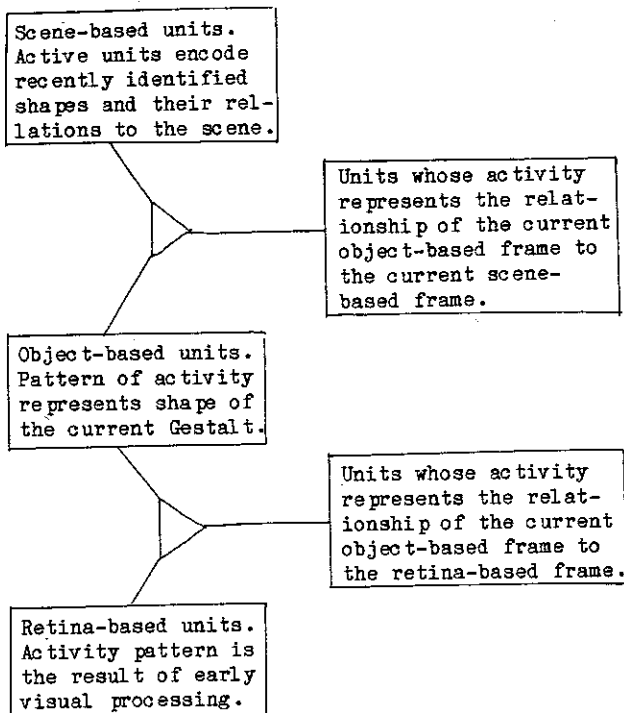 Scene-based units.
Active units encode
recently identified
shapes and their rel-
lations to the scene.
Units whose activity
represents the relat-
ionship of the current
object-based frame to
the current scene-
based frame.
Object-based units.
Pattern of activity
represents shape of
the current Gestalt.
Units whose activity
represents the relat-
ionship of the current
object-based frame to
the retina-based frame.
Retina-based units.
Activity pattern is
the result of early
visual processing.